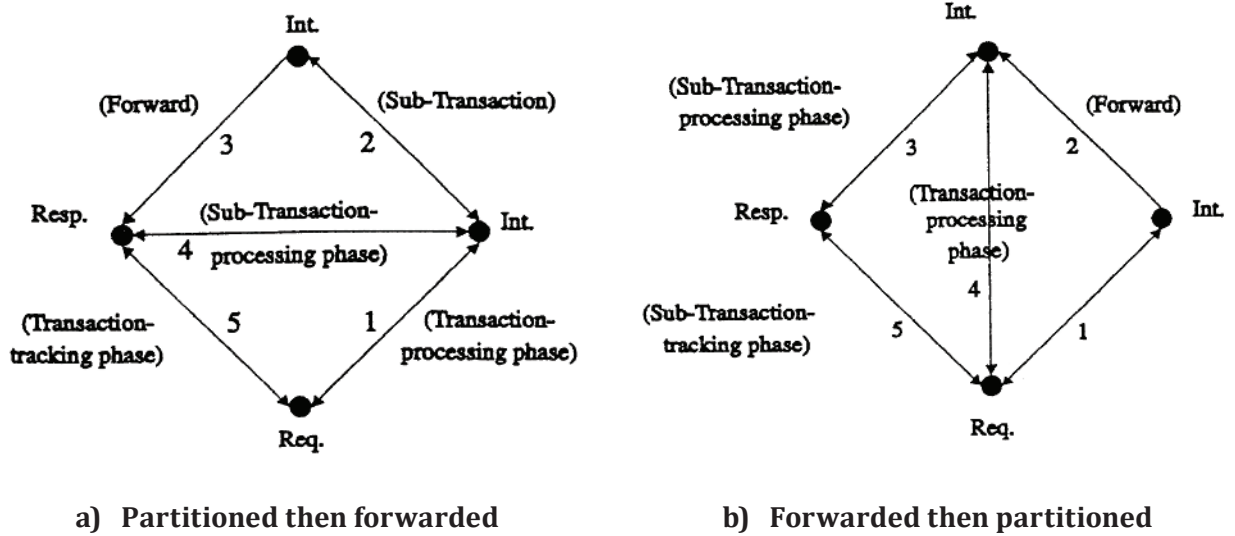 Int.
(Forward)
(Sub-Transaction)
3
2
Resp.
(Sub-Transaction-
processing phase)
4
Int.
(Transaction-
tracking phase)
5
1
(Transaction-
processing phase)
Req.
a) Partitioned then forwarded
Int.
(Sub-Transaction-
processing phase)
(Forward)
3
2
Resp.
(Transaction-
processing
phase)
4
Int.
(Sub-Transaction-
tracking phase)
5
1
Req.
b) Forwarded then partitioned